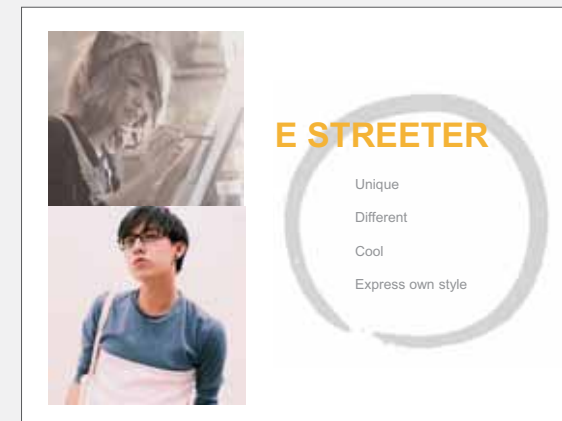 E STREETER
Unique
Different
Cool
Express own style